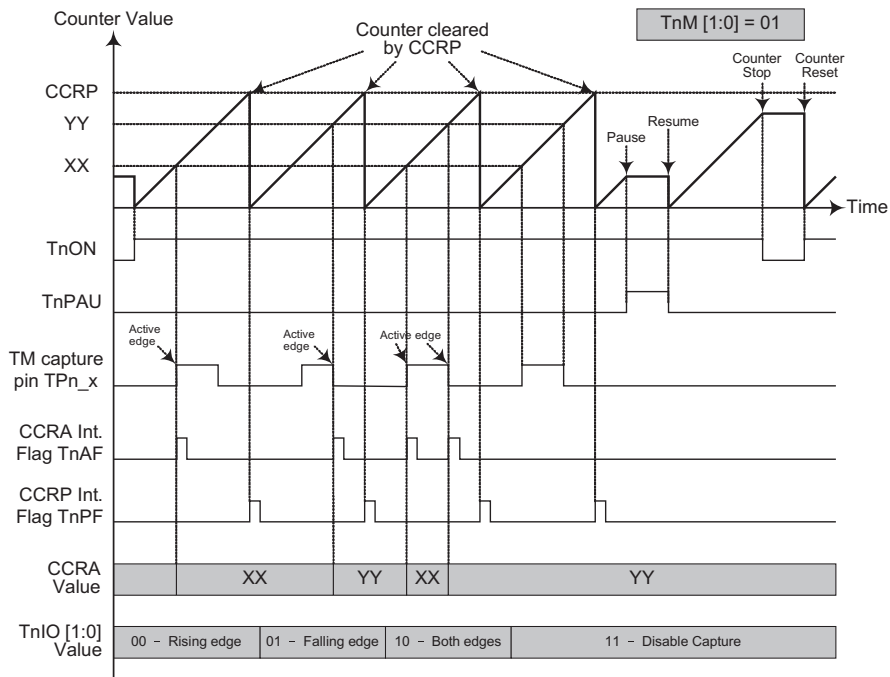 Counter Value
Counter cleared
by CCRP
TnM [1:0] = 01
Counter
Stop
Counter
Reset
CCRP
YY
XX
Pause
Resume
Time
TnON
TnPAU
Active
edge
Active
edge
Active edge
TM capture
pin TPn_x
CCRA Int.
Flag TnAF
CCRP Int.
Flag TnPF
CCRA
Value
XX
YY
XX
YY
TnIO [1:0]
Value
00 – Rising edge
01 – Falling edge
10 – Both edges
11 – Disable Capture